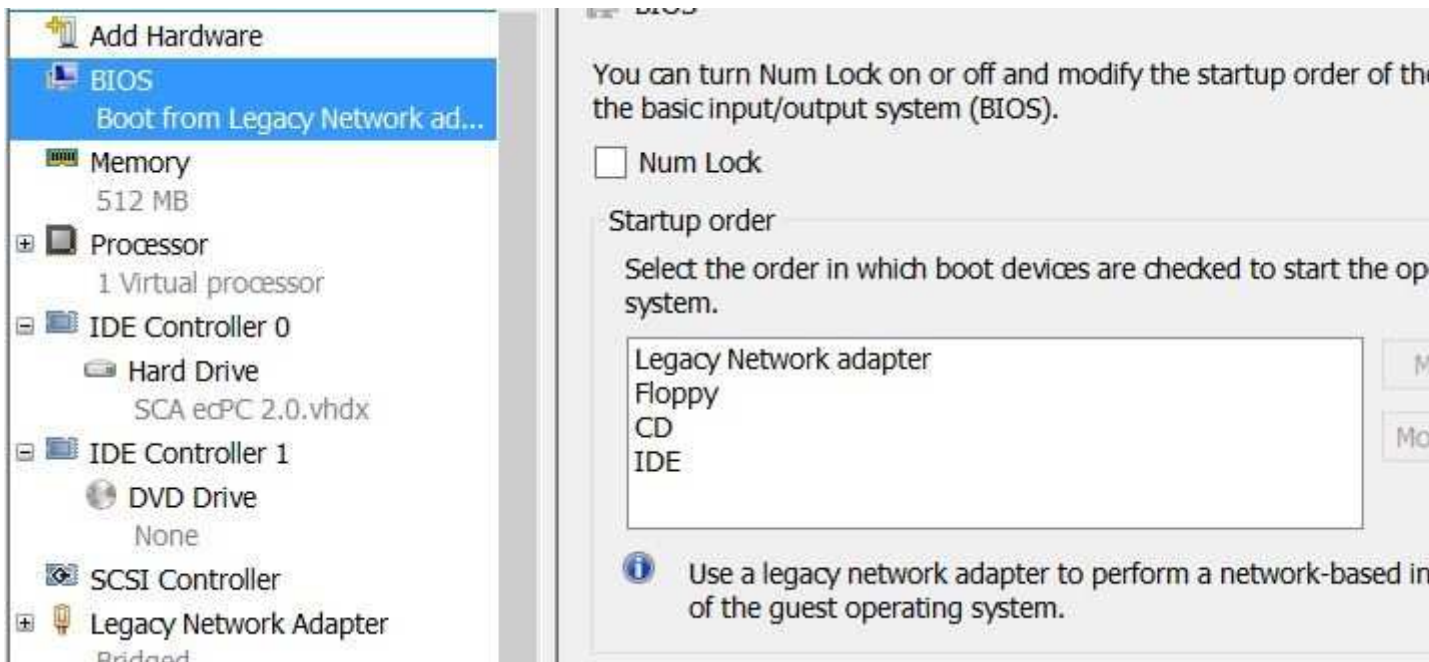 Add Hardware
BIOS
Boot from Legacy Network ad...
Memory
512 MB
Processor
1 Virtual processor
IDE Controller 0
Hard Drive
SCA ecPC 2.0.vhdx
IDE Controller 1
DVD Drive
None
SCSI Controller
Legacy Network Adapter
Bridged
BIOS
You can turn Num Lock on or off and modify the startup order of the
the basic input/output system (BIOS).
Num Lock
Startup order
Select the order in which boot devices are checked to start the op
system.
Legacy Network adapter
Floppy
CD
IDE
M
Mo
Use a legacy network adapter to perform a network-based in
of the guest operating system.